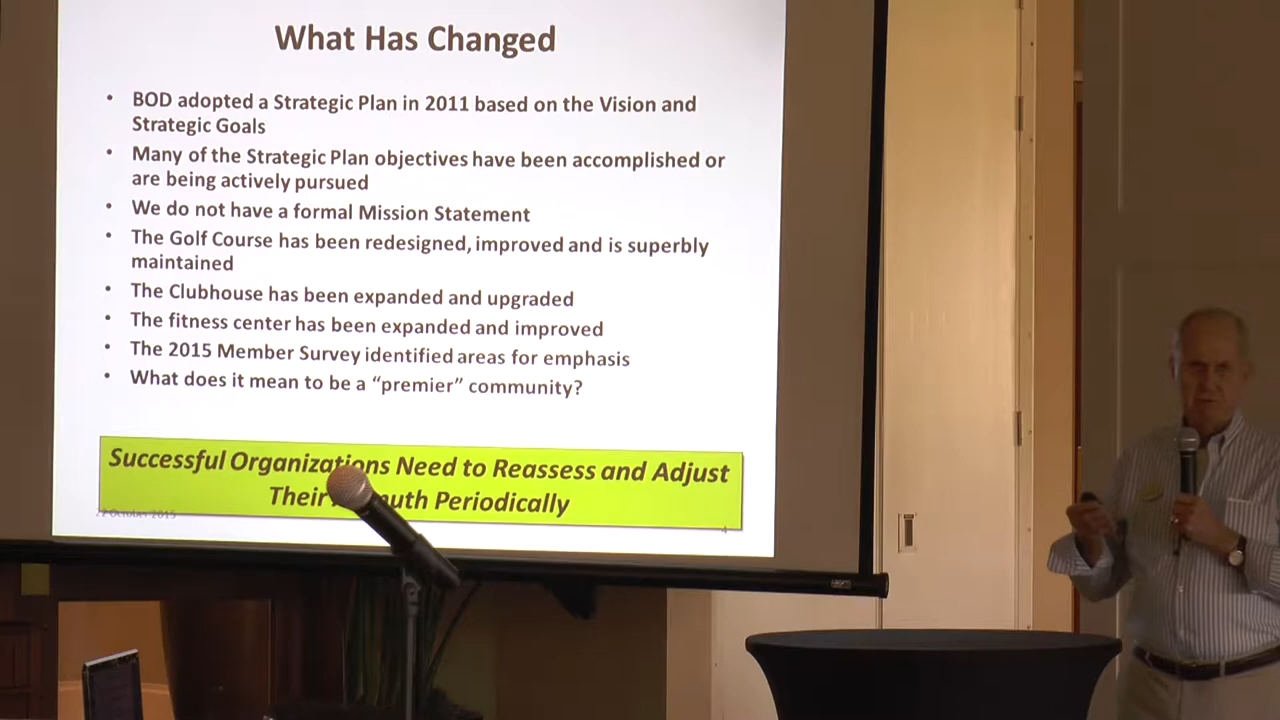 What Has Changed
• BOD adopted a Strategic Plan in 2011 based on the Vision and
Strategic Goals
• Many of the Strategic Plan objectives have been accomplished or
are being actively pursued
• We do not have a formal Mission Statement
• The Golf Course has been redesigned, improved and is superbly
maintained
• The Clubhouse has been expanded and upgraded
• The fitness center has been expanded and improved
• The 2015 Member Survey identified areas for emphasis
• What does it mean to be a “premier” community?
Successful Organizations Need to Reassess and Adjust
Their Periodically
October 2015
4